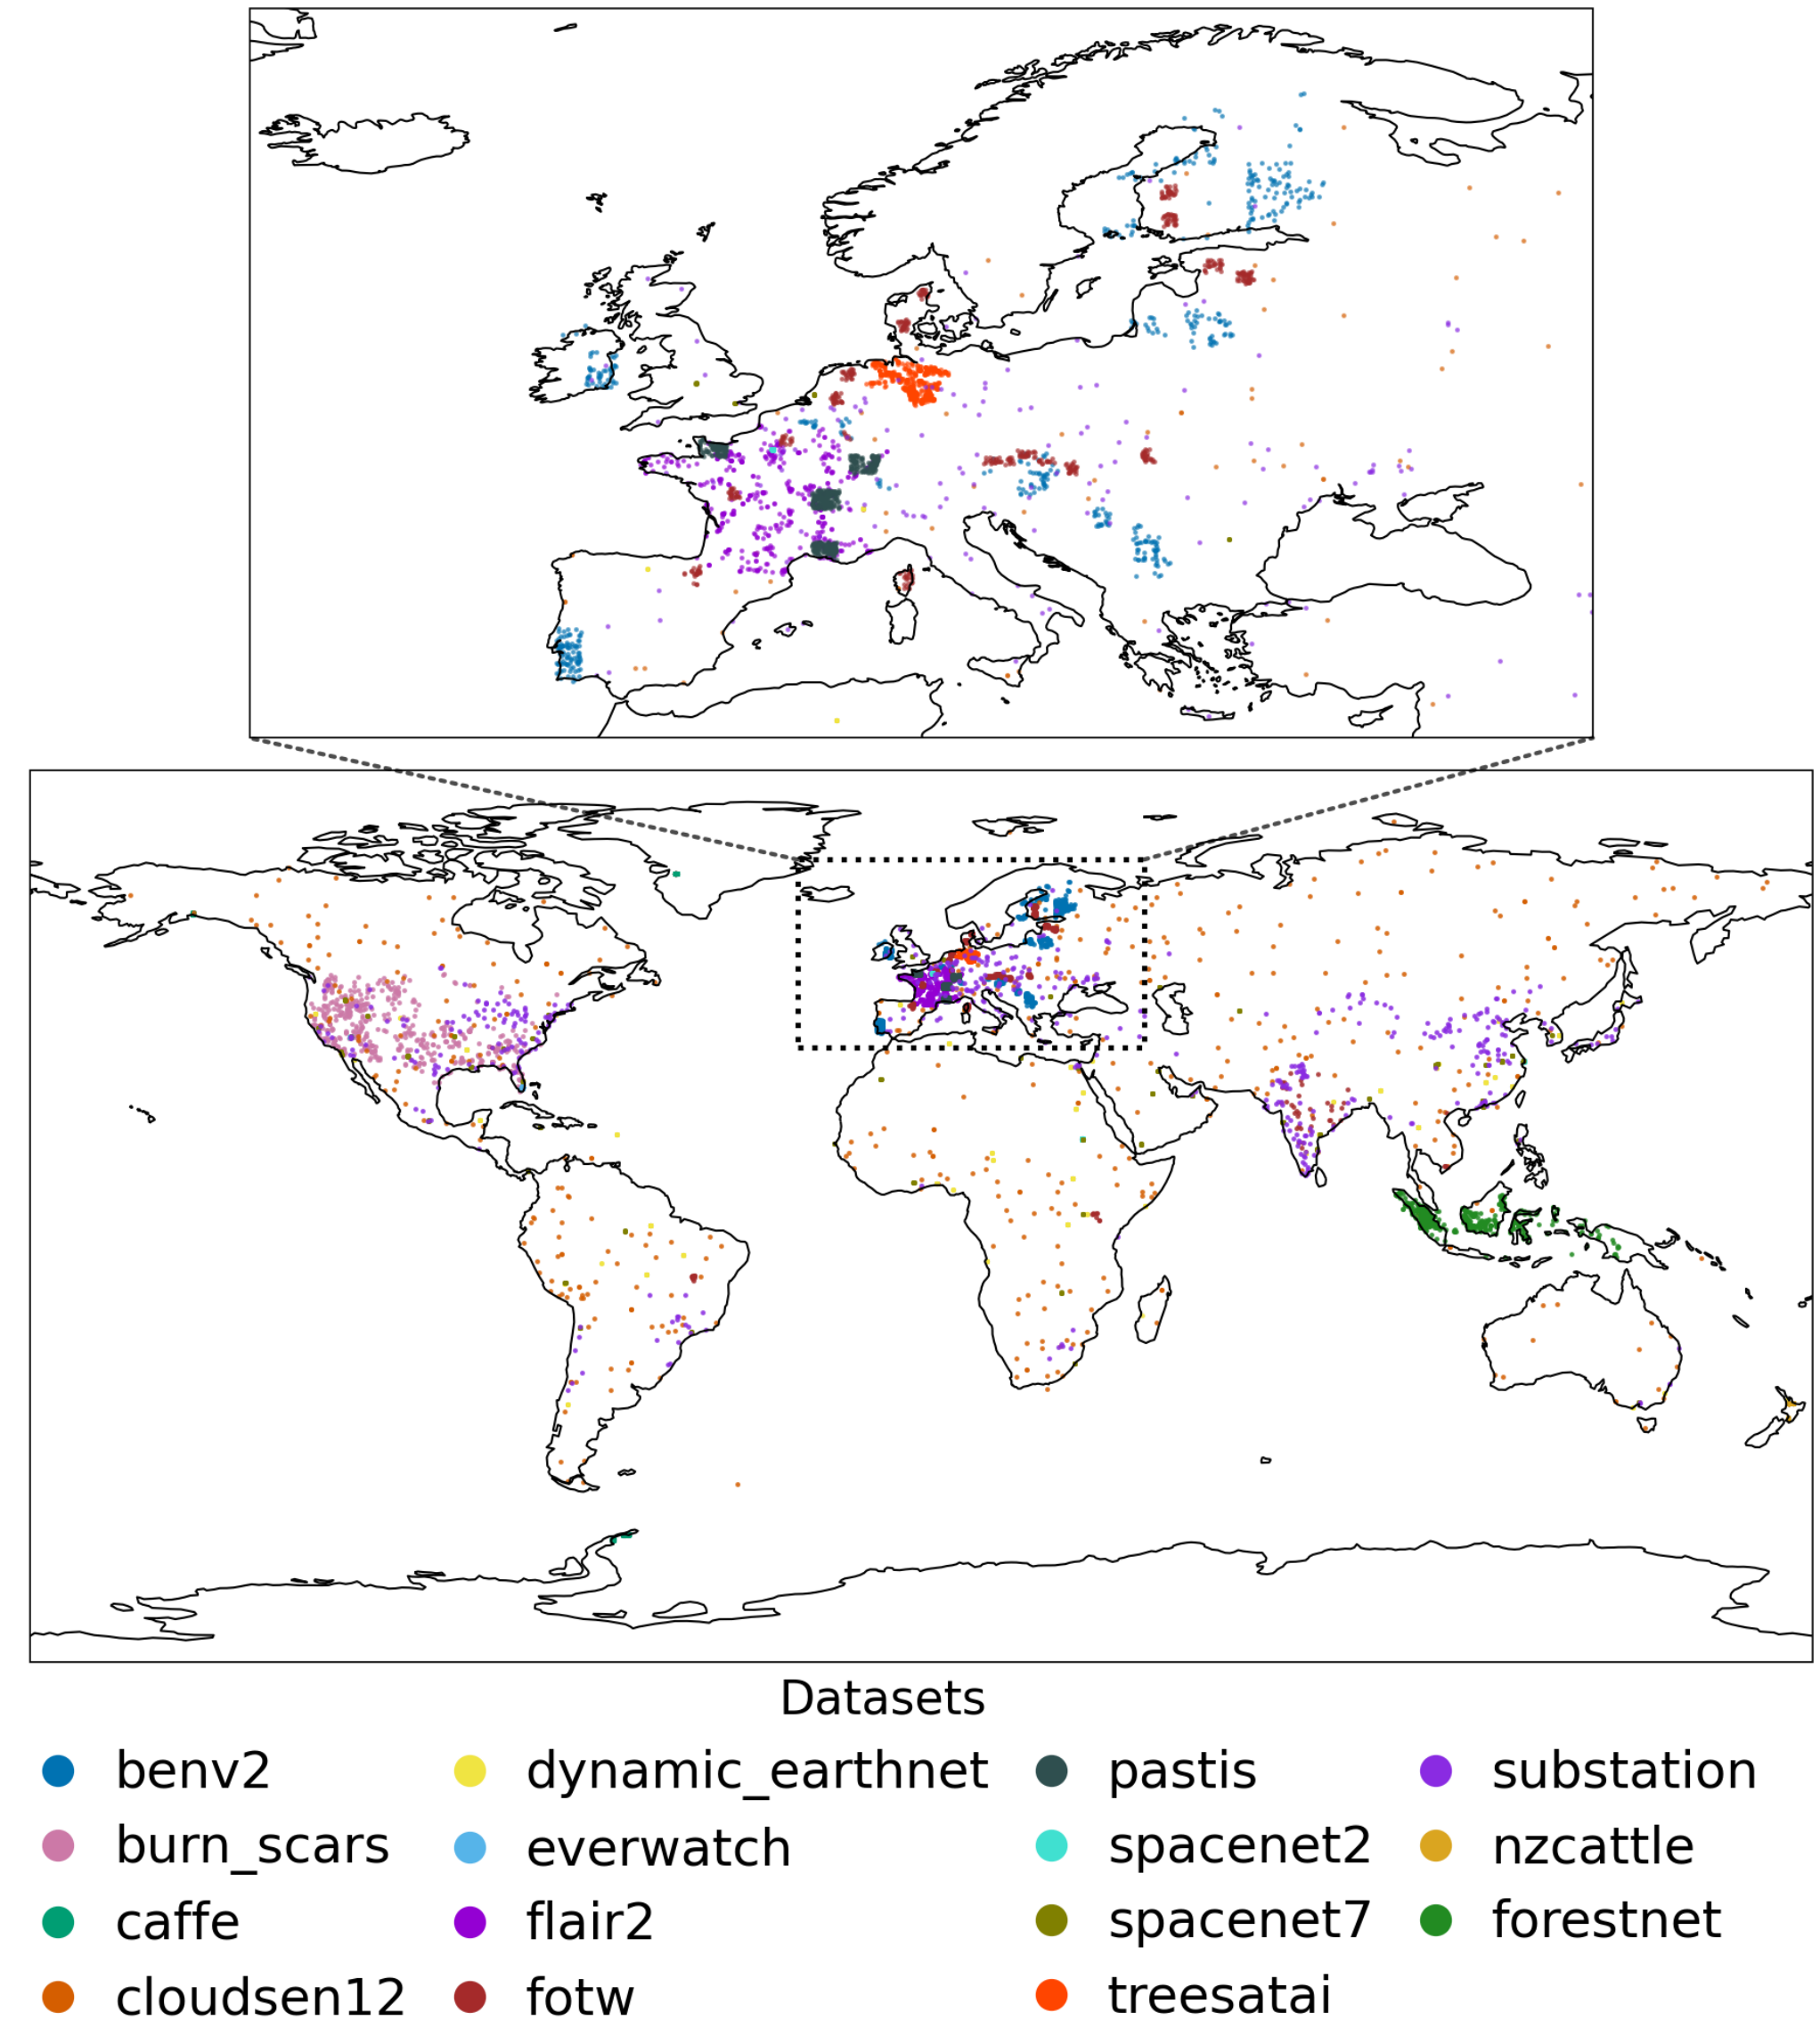 Datasets
benv2
burn_scars
caffe
cloudsen12
dynamic_earthnet
everwatch
flair2
fotw
pastis
spacenet2
spacenet7
treesatai
substation
nzcattle
forestnet